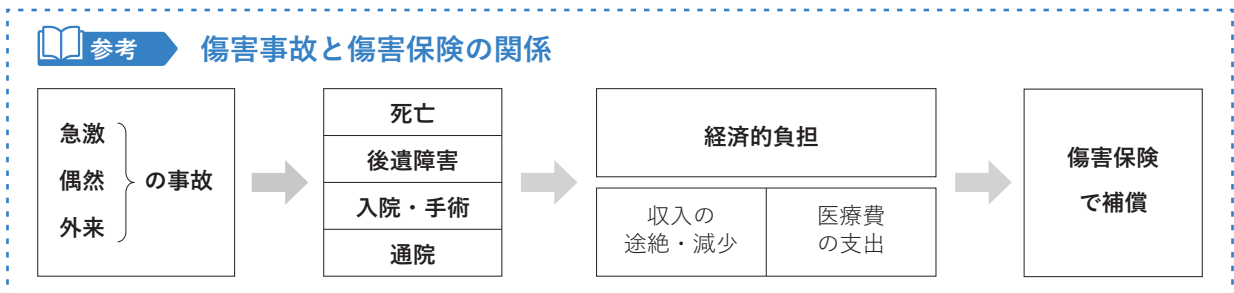 参考 傷害事故と傷害保険の関係
急激
偶然 の事故
外来
死亡
後遺障害
入院・手術
通院
経済的負担
収入の
途絶・減少
医療費
の支出
傷害保険
で補償